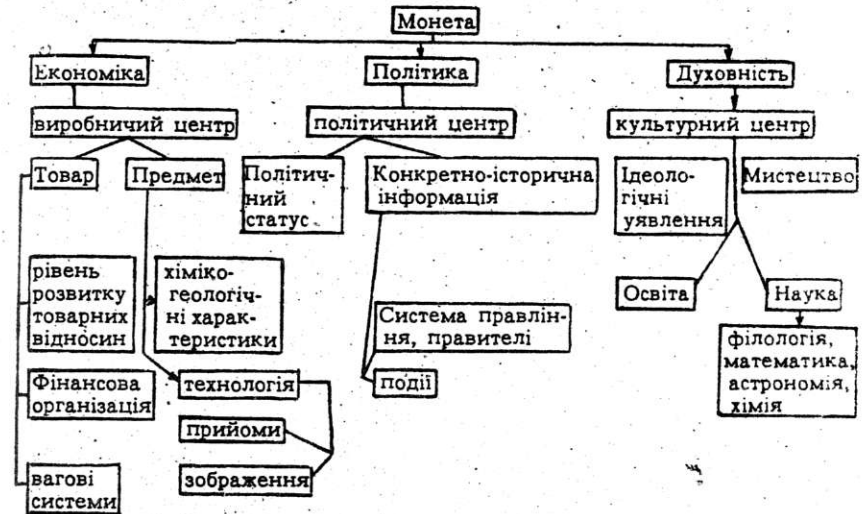 Монета
Економіка
Політика
Духовність
виробничий центр
політичний центр
культурний центр
Товар
Предмет
Політич-
ний
статус
Конкретно-історична
інформація
Ідеоло-
гічні
уявлення
Мистецтво
рівень
розвитку
товарних
відносин
хіміко-
геологіч-
ні харак-
теристики
Система правлін-
ня, правителі
Освіта
Наука
Фінансова
організація
технологія
події
філологія,
математика,
астрономія,
хімія
прийоми
зображення
вагові
системи